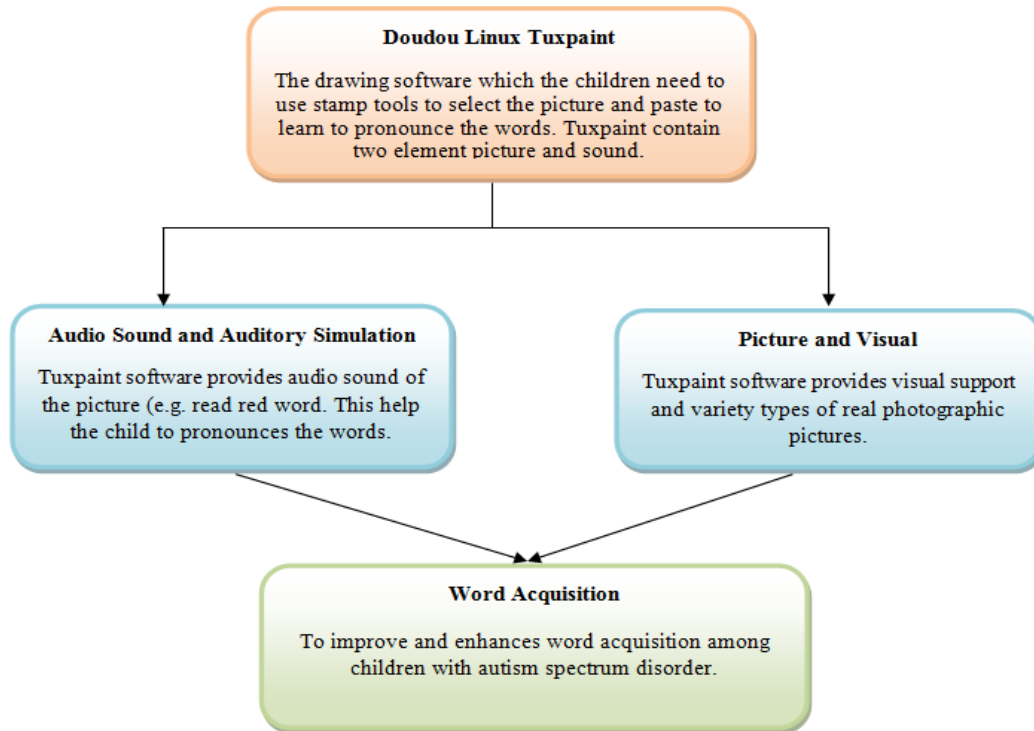 Doudou Linux Tuxpaint
The drawing software which the children need to
use stamp tools to select the picture and paste to
learn to pronounce the words. Tuxpaint contain
two element picture and sound.
Audio Sound and Auditory Simulation
Tuxpaint software provides audio sound of
the picture (e.g. read red word. This help
the child to pronounces the words.
Picture and Visual
Tuxpaint software provides visual support
and variety types of real photographic
pictures.
Word Acquisition
To improve and enhances word acquisition among
children with autism spectrum disorder.